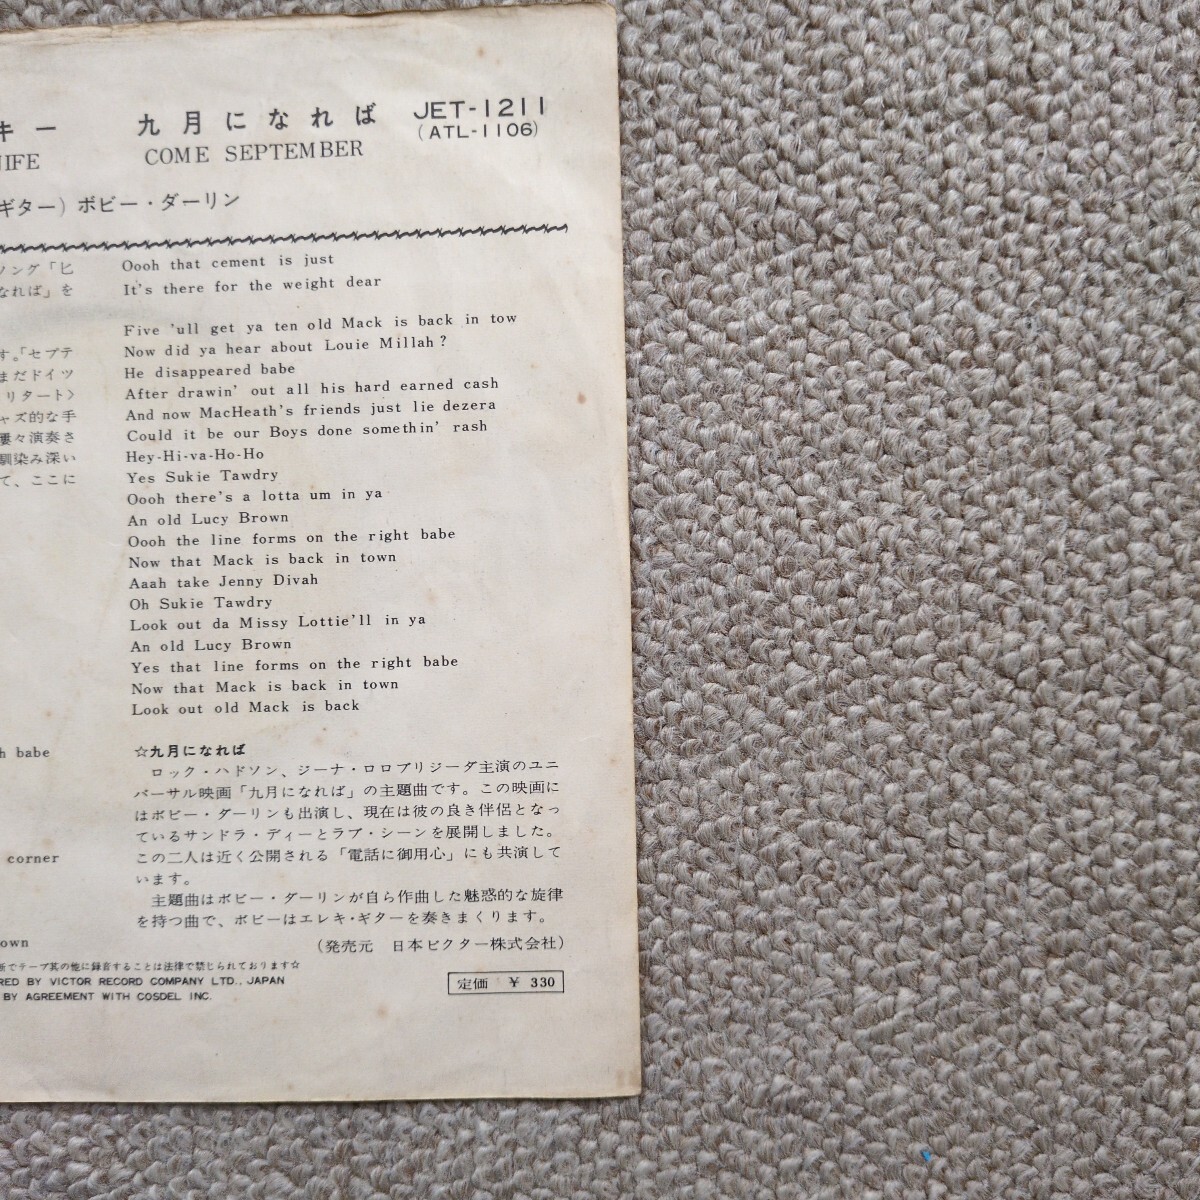 キー 九月になれば JET-1211
NIFE COME SEPTEMBER (ATL-1106)
ギター) ボビー・ダーリン
ソング「匕
なれば」を
す。「セプテ
まだドイツ
リタート〉
ャズ的な手
屢々演奏さ
馴染み深い
て、ここに
h babe
corner
own
Oooh that cement is just
It's there for the weight dear
Five 'ull get ya ten old Mack is back in tow
Now did ya hear about Louie Millah?
He disappeared babe
After drawin' out all his hard earned cash
And now MacHeath's friends just lie dezera
Could it be our Boys done somethin' rash
Hey-Hi-va-Ho-Ho
Yes Sukie Tawdry
Oooh there's a lotta um in ya
An old Lucy Brown
Oooh the line forms on the right babe
Now that Mack is back in town
Aaah take Jenny Divah
Oh Sukie Tawdry
Look out da Missy Lottie'll in ya
An old Lucy Brown
Yes that line forms on the right babe
Now that Mack is back in town
Look out old Mack is back
☆九月になれば
ロック・ハドソン、ジーナ・ロロブリジーダ主演のユニ
バーサル映画「九月になれば」の主題曲です。この映画に
はボビー・ダーリンも出演し、現在は彼の良き伴侶となっ
ているサンドラ・ディーとラブ・シーンを展開しました。
この二人は近く公開される「電話に御用心」にも共演して
います。
主題曲はボビー・ダーリンが自ら作曲した魅惑的な旋律
を持つ曲で、ボビーはエレキ・ギターを奏きまくります。
(発売元 日本ビクター株式会社)
断でテープ其の他に録音することは法律で禁じられております☆
RED BY VICTOR RECORD COMPANY LTD., JAPAN
BY AGREEMENT WITH COSDEL INC.
定価 ¥ 330